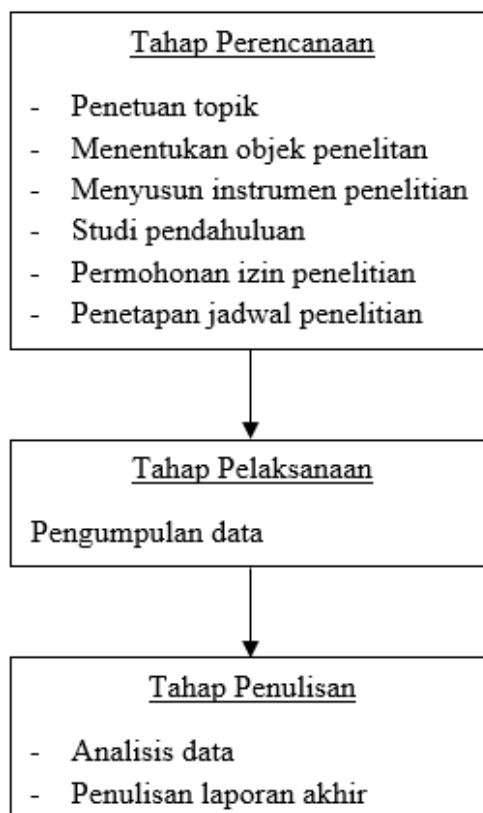 Tahap Perencanaan
- Penetuan topik
- Menentukan objek penelitan
- Menyusun instrumen penelitian
- Studi pendahuluan
- Permohonan izin penelitian
- Penetapan jadwal penelitian
Tahap Pelaksanaan
Pengumpulan data
Tahap Penulisan
- Analisis data
- Penulisan laporan akhir